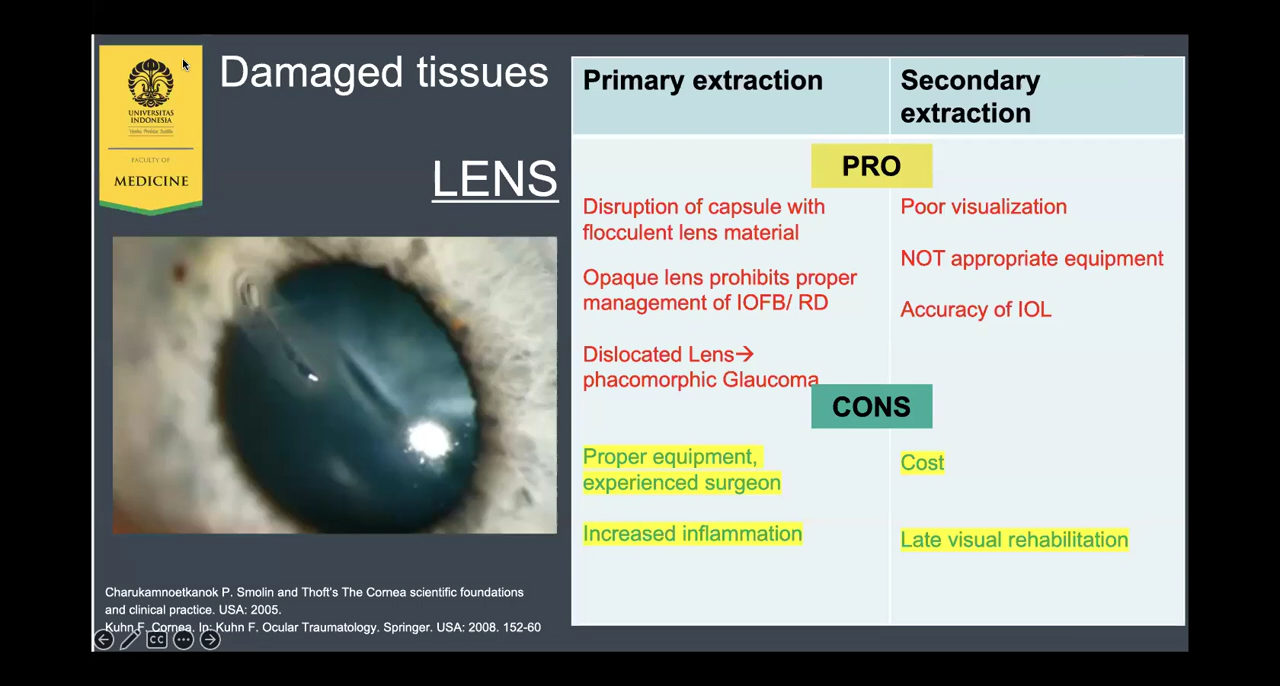 UNIVERSITAS
INDONESIA
FACULTY OF
MEDICINE
Damaged tissues
LENS
Primary extraction
Secondary
extraction
PRO
Disruption of capsule with
flocculent lens material
Opaque lens prohibits proper
management of IOFB/ RD
Dislocated Lens→
phacomorphic Glaucoma
Poor visualization
NOT appropriate equipment
Accuracy of IOL
CONS
Proper equipment,
experienced surgeon
Increased inflammation
Cost
Late visual rehabilitation
Charukamnoetkanok P. Smolin and Thoft's The Cornea scientific foundations
and clinical practice. USA: 2005.
Kuhn F. Cornea. In: Kuhn F. Ocular Traumatology. Springer. USA: 2008. 152-60
CC